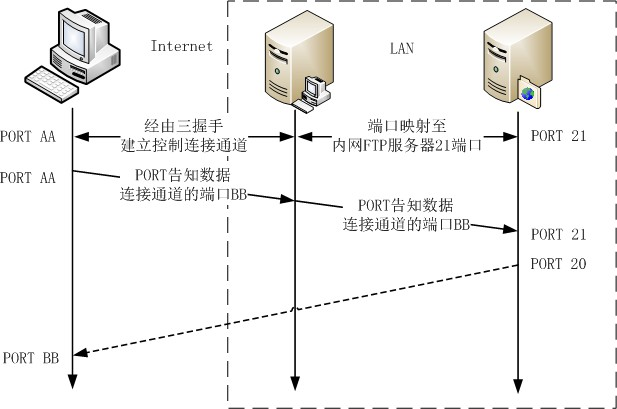 Internet
LAN
经由三握手
建立控制连接通道
端口映射至
内网FTP服务器21端口
PORT AA
PORT 21
PORT AA
PORT告知数据
连接通道的端口BB
PORT告知数据
连接通道的端口BB
PORT 21
PORT 20
PORT BB